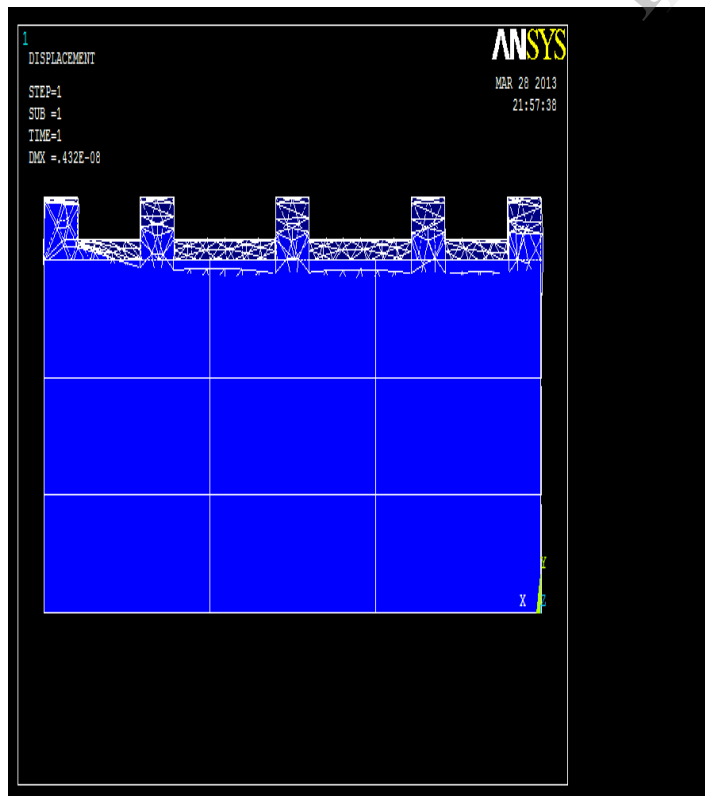 1
DISPLACEMENT
STEP=1
SUB =1
TIME=1
DMX =.432E-08
ANSYS
MAR 28 2013
21:57:38
Y
X Z